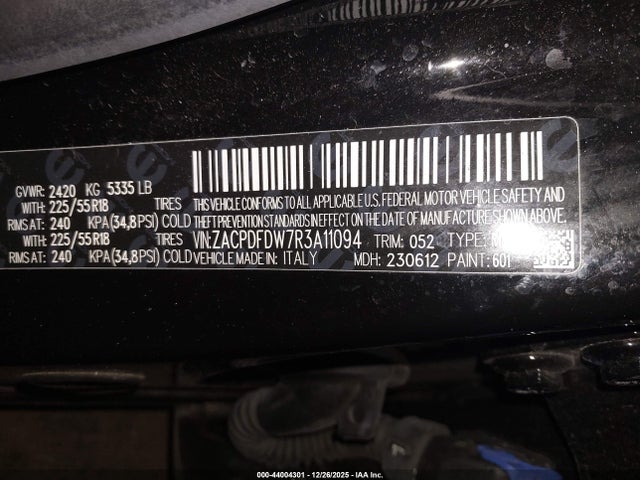 GVWR: 2420 KG 5335 LB
WITH: 225/55R18 TIRES
RIMS AT: 240 KPA(34,8PSI) COLD
WITH: 225/55R18 TIRES
RIMS AT: 240 KPA(34,8PSI) COLD
THIS VEHICLE CONFORMS TO ALL APPLICABLE U.S. FEDERAL MOTOR VEHICLE SAFETY, BUMPER, AND
THEFT PREVENTION STANDARDS IN EFFECT ON THE DATE OF MANUFACTURE SHOWN ABOVE.
VIN: ZACPDFDW7R3A11094 TRIM: 052 TYPE:
VEHICLE MADE IN: ITALY MDH: 230612 PAINT: 601
000-44004301 - 12/26/2025 - IAA Inc.